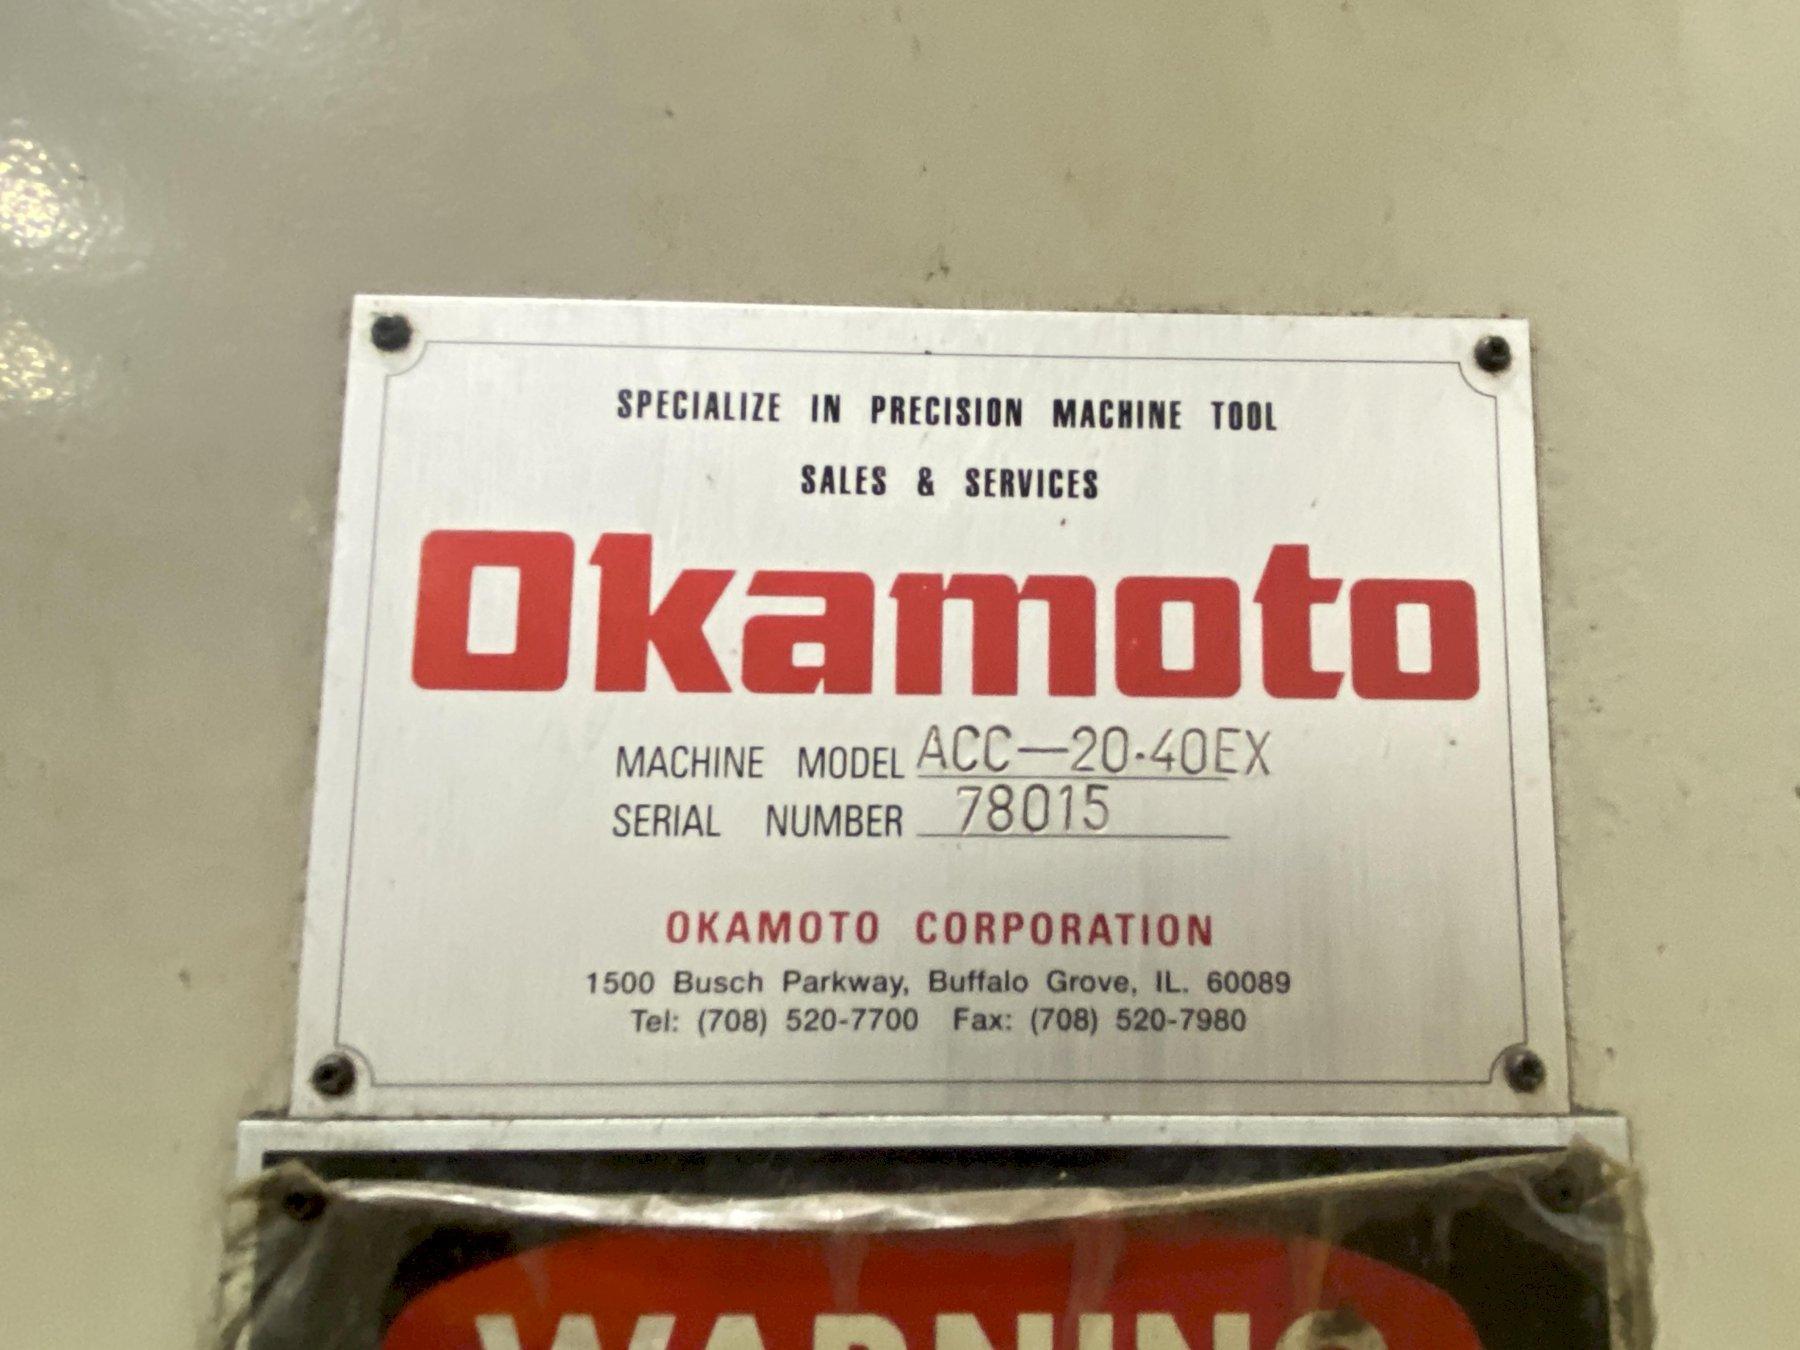 SPECIALIZE IN PRECISION MACHINE TOOL
SALES & SERVICES
Okamoto
MACHINE MODEL ACC-20·40EX
SERIAL NUMBER 78015
OKAMOTO CORPORATION
1500 Busch Parkway, Buffalo Grove, IL. 60089
Tel: (708) 520-7700 Fax: (708) 520-7980
WARNING